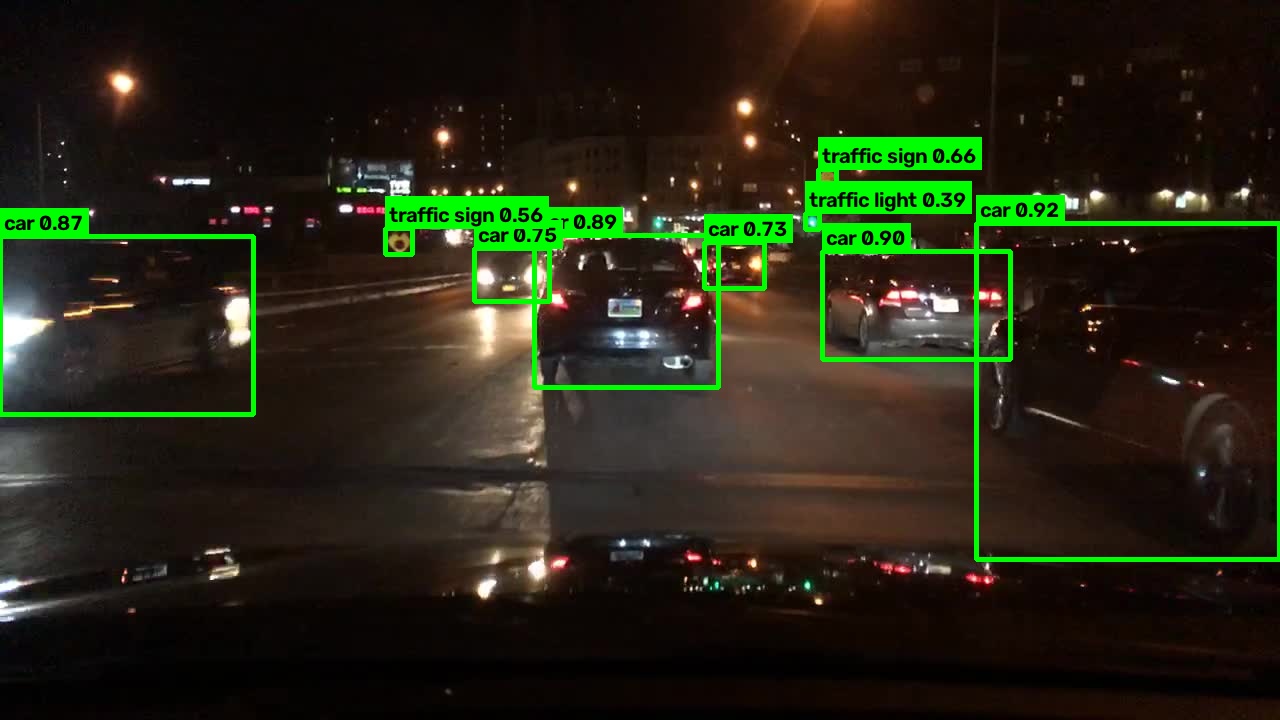 traffic sign 0.66
traffic light 0.39
car 0.92
traffic sign 0.56
car 0.87
r 0.89
car 0.75
car 0.73
car 0.90